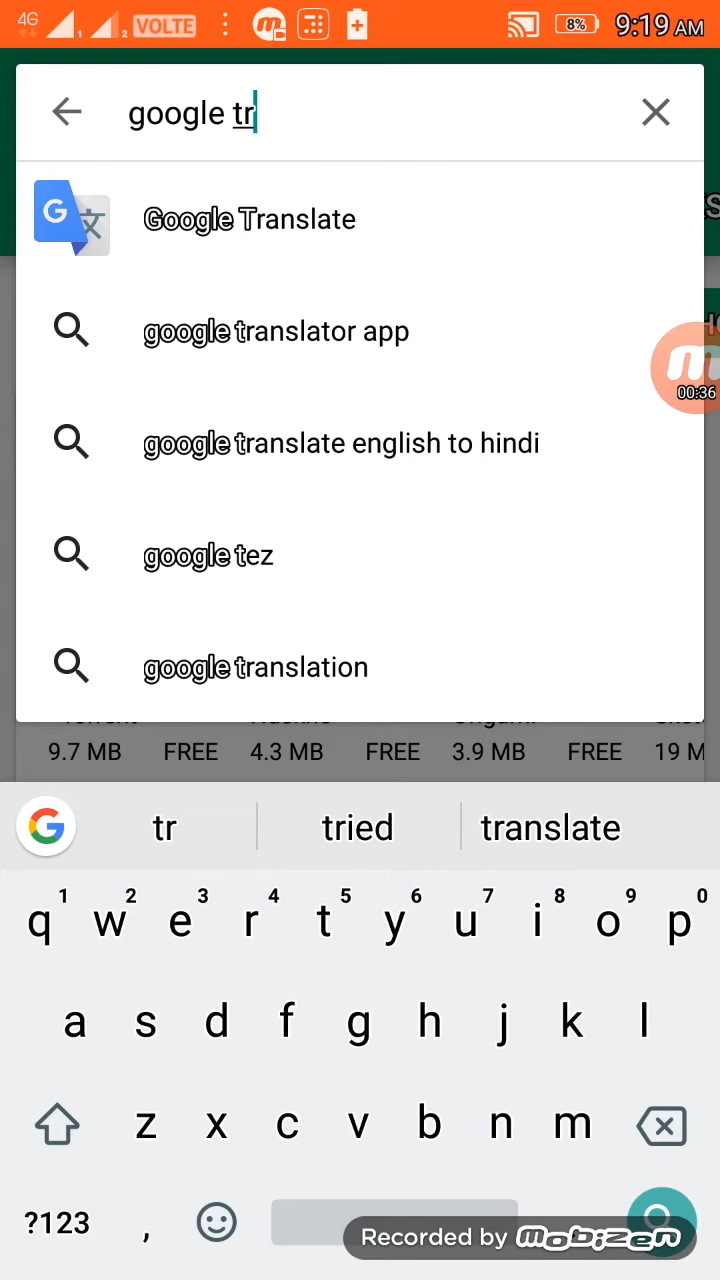 4G 1 2 VOLTE 8% 9:19 AM
google tr
Google Translate
google translator app
00:36
google translate english to hindi
google tez
google translation
9.7 MB FREE 4.3 MB FREE 3.9 MB FREE 19 M
tr tried translate
1 2 3 4 5 6 7 8 9 0
q w e r t y u i o p
a s d f g h j k l
z x c v b n m
?123 ,
Recorded by mobizen